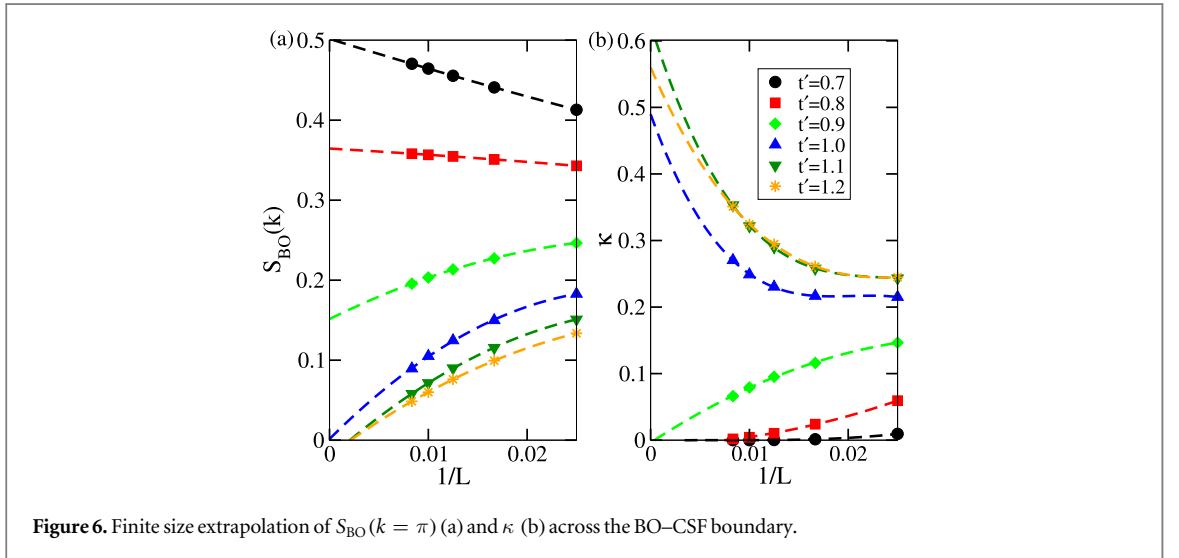 (a)
0.5
0.4
0.3
0.2
0.1
0
S_BO(k)
0
0.01
0.02
1/L
(b)
0.6
0.5
0.4
0.3
0.2
0.1
0
κ
t′=0.7
t′=0.8
t′=0.9
t′=1.0
t′=1.1
t′=1.2
0
0.01
0.02
1/L
Figure 6. Finite size extrapolation of S_BO(k = π) (a) and κ (b) across the BO–CSF boundary.